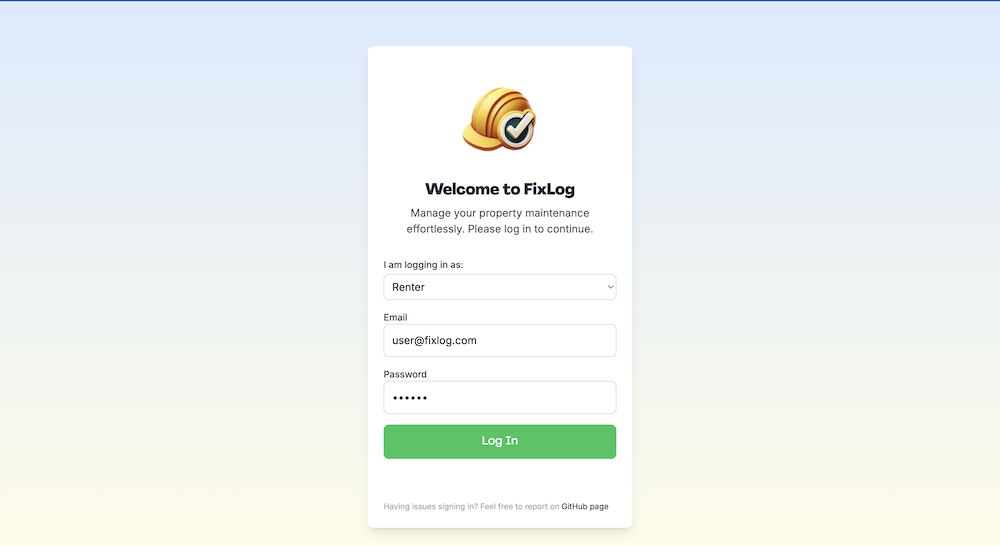 Welcome to FixLog
Manage your property maintenance
effortlessly. Please log in to continue.
I am logging in as:
Renter
Email
user@fixlog.com
Password
••••••
Log In
Having issues signing in? Feel free to report on GitHub page